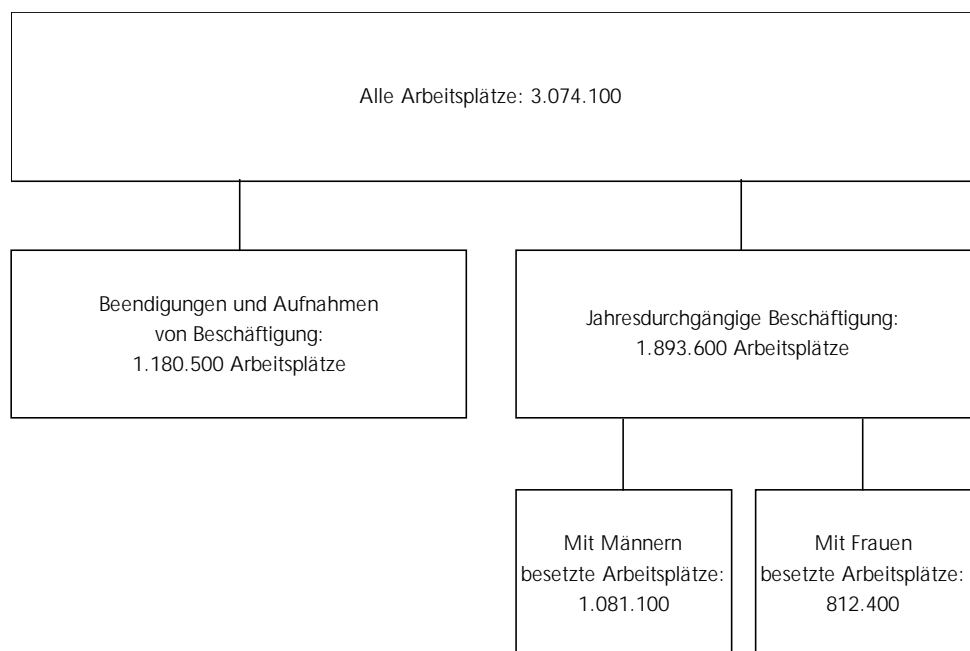 Alle Arbeitsplätze: 3.074.100
Beendigungen und Aufnahmen
von Beschäftigung:
1.180.500 Arbeitsplätze
Jahresdurchgängige Beschäftigung:
1.893.600 Arbeitsplätze
Mit Männern
besetzte Arbeitsplätze:
1.081.100
Mit Frauen
besetzte Arbeitsplätze:
812.400